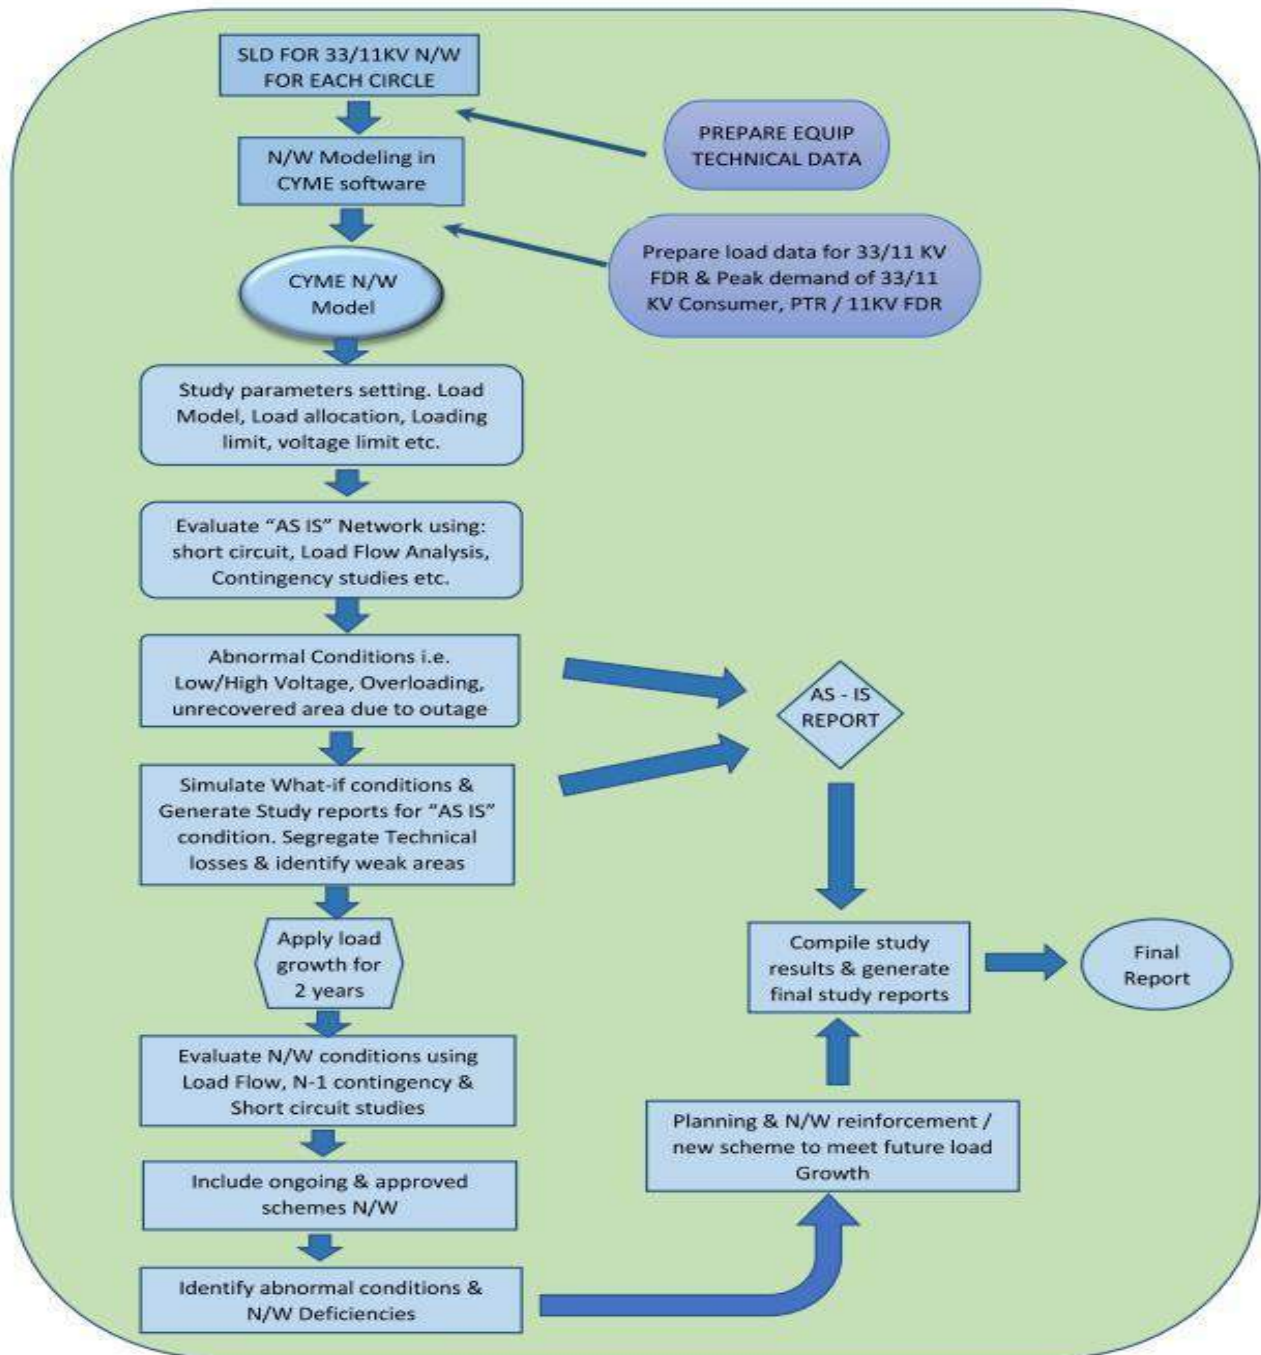 SLD FOR 33/11KV N/W
FOR EACH CIRCLE
PREPARE EQUIP
TECHNICAL DATA
N/W Modeling in
CYME software
Prepare load data for 33/11 KV
FDR & Peak demand of 33/11
KV Consumer, PTR / 11KV FDR
CYME N/W
Model
Study parameters setting. Load
Model, Load allocation, Loading
limit, voltage limit etc.
Evaluate “AS IS” Network using:
short circuit, Load Flow Analysis,
Contingency studies etc.
Abnormal Conditions i.e.
Low/High Voltage, Overloading,
unrecovered area due to outage
AS - IS
REPORT
Simulate What-if conditions &
Generate Study reports for “AS IS”
condition. Segregate Technical
losses & identify weak areas
Apply load
growth for
2 years
Compile study
results & generate
final study reports
Final
Report
Evaluate N/W conditions using
Load Flow, N-1 contingency &
Short circuit studies
Planning & N/W reinforcement /
new scheme to meet future load
Growth
Include ongoing & approved
schemes N/W
Identify abnormal conditions &
N/W Deficiencies